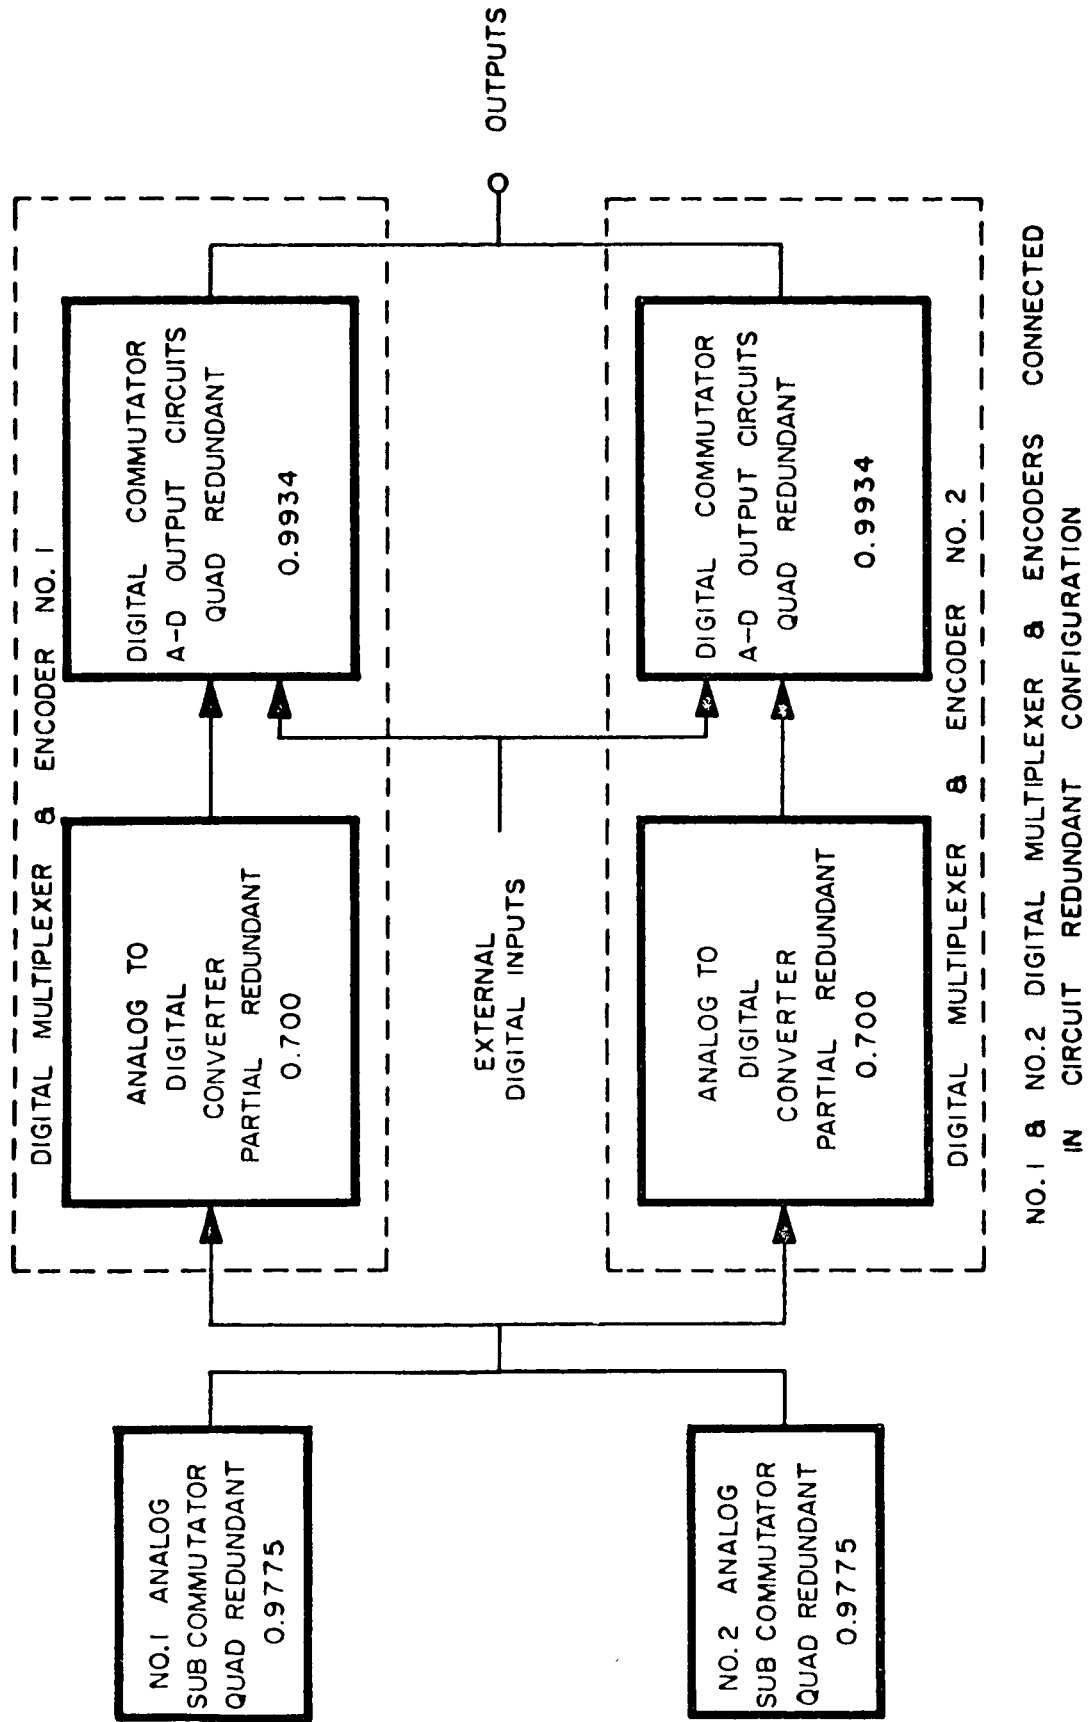 NO.1 ANALOG
SUB COMMUTATOR
QUAD REDUNDANT
0.9775
NO.2 ANALOG
SUB COMMUTATOR
QUAD REDUNDANT
0.9775
DIGITAL MULTIPLEXER & ENCODER NO.1
ANALOG TO
DIGITAL
CONVERTER
PARTIAL REDUNDANT
0.700
DIGITAL COMMUTATOR
A-D OUTPUT CIRCUITS
QUAD REDUNDANT
0.9934
EXTERNAL
DIGITAL INPUTS
OUTPUTS
ANALOG TO
DIGITAL
CONVERTER
PARTIAL REDUNDANT
0.700
DIGITAL COMMUTATOR
A-D OUTPUT CIRCUITS
QUAD REDUNDANT
0.9934
DIGITAL MULTIPLEXER & ENCODER NO.2
NO.1 & NO.2 DIGITAL MULTIPLEXER & ENCODERS CONNECTED
IN CIRCUIT REDUNDANT CONFIGURATION